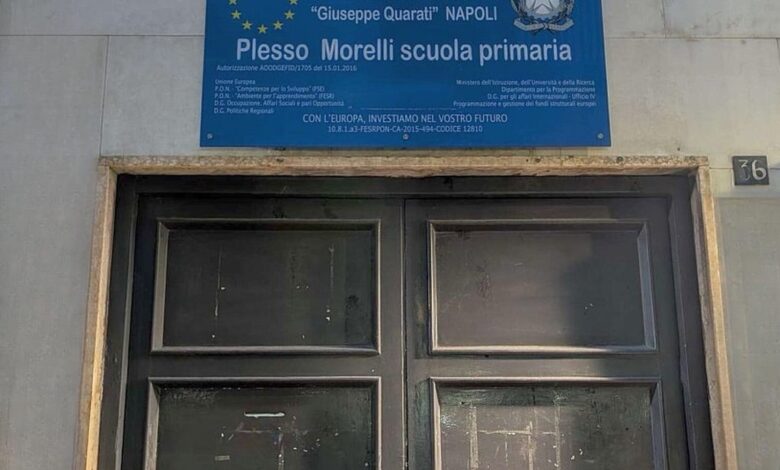 "Giuseppe Quarati" NAPOLI
Plesso Morelli scuola primaria
Autorizzazione AOODGEFID/1705 del 15.01.2016
Unione Europea
P.O.N. - "Competenze per lo Sviluppo" (FSE)
P.O.N. - "Ambiente per l'apprendimento" (FESR)
D.G. Occupazione, Affari Sociali e pari Opportunità
D.G. Politiche Regionali
Ministero dell'Istruzione, dell'Università e della Ricerca
Dipartimento per la Programmazione
D.G. per gli affari Internazionali - Ufficio IV
Programmazione e gestione dei fondi strutturali europei
CON L'EUROPA, INVESTIAMO NEL VOSTRO FUTURO
10.8.1.a3-FESRPON-CA-2015-494-CODICE 12810
36